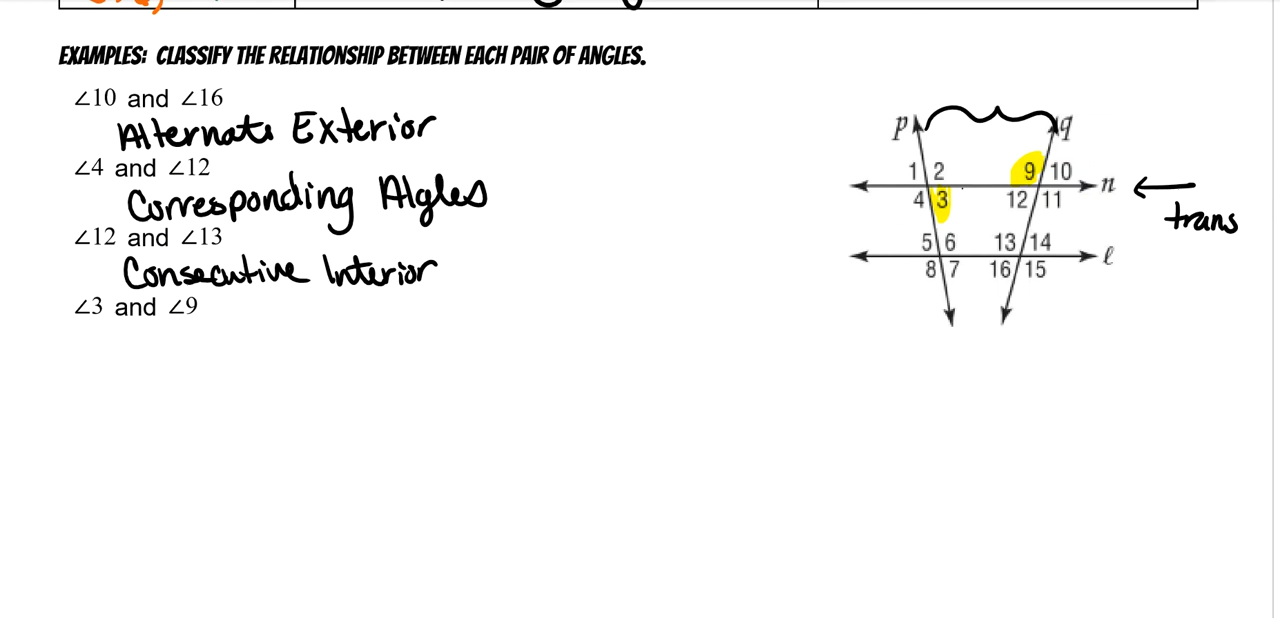 EXAMPLES: CLASSIFY THE RELATIONSHIP BETWEEN EACH PAIR OF ANGLES.
∠10 and ∠16
Alternate Exterior
∠4 and ∠12
Corresponding Algles
∠12 and ∠13
Consecutive Interior
∠3 and ∠9
p q
1 2 9 10 n
4 3 12 11
trans
5 6 13 14 ℓ
8 7 16 15